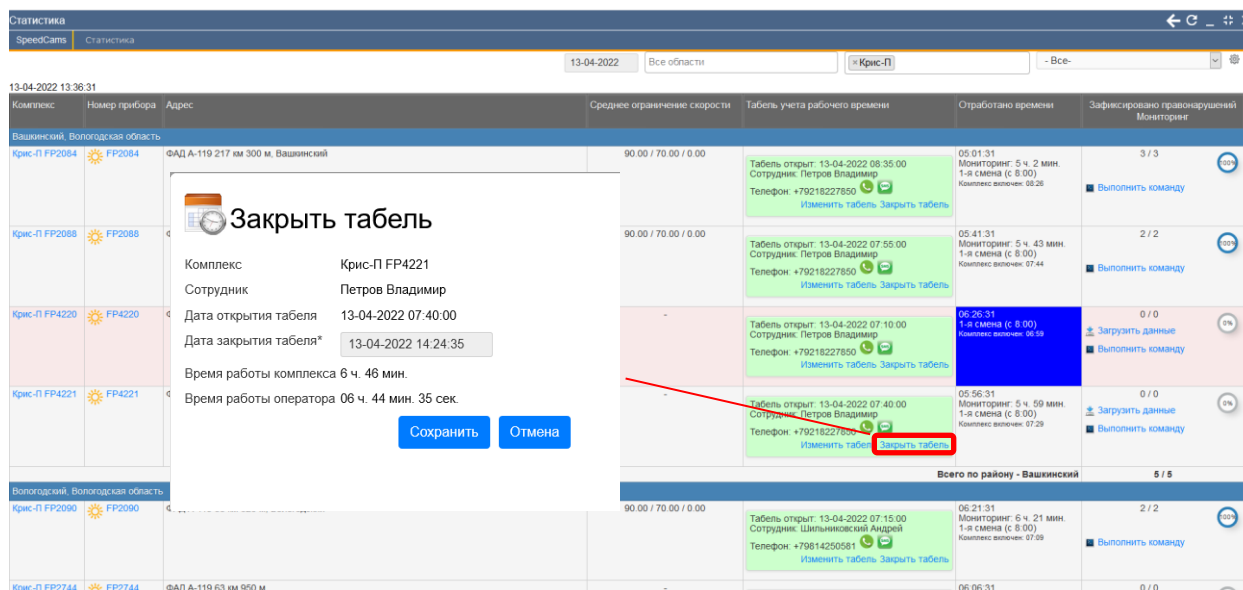 Статистика
SpeedCams Статистика
13-04-2022 Все области ×Крис-П - Все-
13-04-2022 13:36:31
Комплекс Номер прибора Адрес Среднее ограничение скорости Табель учета рабочего времени Отработано времени Зафиксировано правонарушений
Мониторинг
Вашкинский, Вологодская область
Крис-П FP2084 FP2084 ФАД А-119 217 км 300 м, Вашкинский 90.00 / 70.00 / 0.00
Табель открыт: 13-04-2022 08:35:00
Сотрудник: Петров Владимир
Телефон: +79218227850
Изменить табель Закрыть табель
05:01:31
Мониторинг: 5 ч. 2 мин.
1-я смена (с 8:00)
Комплекс включен: 08:26
3 / 3
Выполнить команду
100%
Крис-П FP2088 FP2088 90.00 / 70.00 / 0.00
Табель открыт: 13-04-2022 07:55:00
Сотрудник: Петров Владимир
Телефон: +79218227850
Изменить табель Закрыть табель
05:41:31
Мониторинг: 5 ч. 43 мин.
1-я смена (с 8:00)
Комплекс включен: 07:44
2 / 2
Выполнить команду
100%
Крис-П FP4220 FP4220 -
Табель открыт: 13-04-2022 07:10:00
Сотрудник: Петров Владимир
Телефон: +79218227850
Изменить табель Закрыть табель
06:26:31
1-я смена (с 8:00)
Комплекс включен: 06:59
0 / 0
Загрузить данные
Выполнить команду
0%
Крис-П FP4221 FP4221 -
Табель открыт: 13-04-2022 07:40:00
Сотрудник: Петров Владимир
Телефон: +79218227850
Изменить табель Закрыть табель
05:56:31
Мониторинг: 5 ч. 59 мин.
1-я смена (с 8:00)
Комплекс включен: 07:29
0 / 0
Загрузить данные
Выполнить команду
0%
Всего по району - Вашкинский 5 / 5
Закрыть табель
Комплекс Крис-П FP4221
Сотрудник Петров Владимир
Дата открытия табеля 13-04-2022 07:40:00
Дата закрытия табеля* 13-04-2022 14:24:35
Время работы комплекса 6 ч. 46 мин.
Время работы оператора 06 ч. 44 мин. 35 сек.
Сохранить Отмена
Вологодский, Вологодская область
Крис-П FP2090 FP2090 90.00 / 70.00 / 0.00
Табель открыт: 13-04-2022 07:15:00
Сотрудник: Шильниковский Андрей
Телефон: +79814250581
Изменить табель Закрыть табель
06:21:31
Мониторинг: 6 ч. 21 мин.
1-я смена (с 8:00)
Комплекс включен: 07:09
2 / 2
Выполнить команду
100%
Крис-П FP2744 FP2744 ФАД А-119 63 км 950 м - 06:06:31 0 / 0